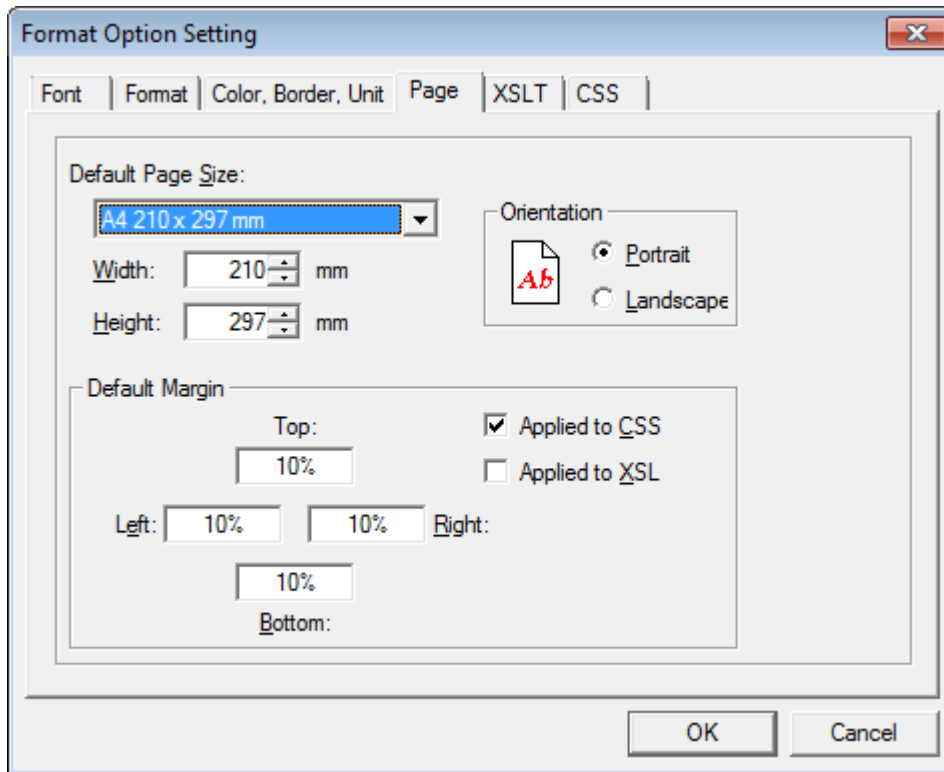 Format Option Setting
Font Format Color, Border, Unit Page XSLT CSS
Default Page Size:
A4 210 x 297 mm
Width: 210 mm
Height: 297 mm
Orientation
Ab
Portrait
Landscape
Default Margin
Top:
10%
Left: 10% 10% Right:
10%
Bottom:
Applied to CSS
Applied to XSL
OK Cancel